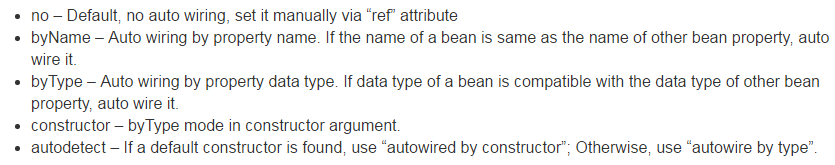 • no – Default, no auto wiring, set it manually via “ref” attribute
• byName – Auto wiring by property name. If the name of a bean is same as the name of other bean property, auto
wire it.
• byType – Auto wiring by property data type. If data type of a bean is compatible with the data type of other bean
property, auto wire it.
• constructor – byType mode in constructor argument.
• autodetect – If a default constructor is found, use “autowired by constructor”; Otherwise, use “autowire by type”.